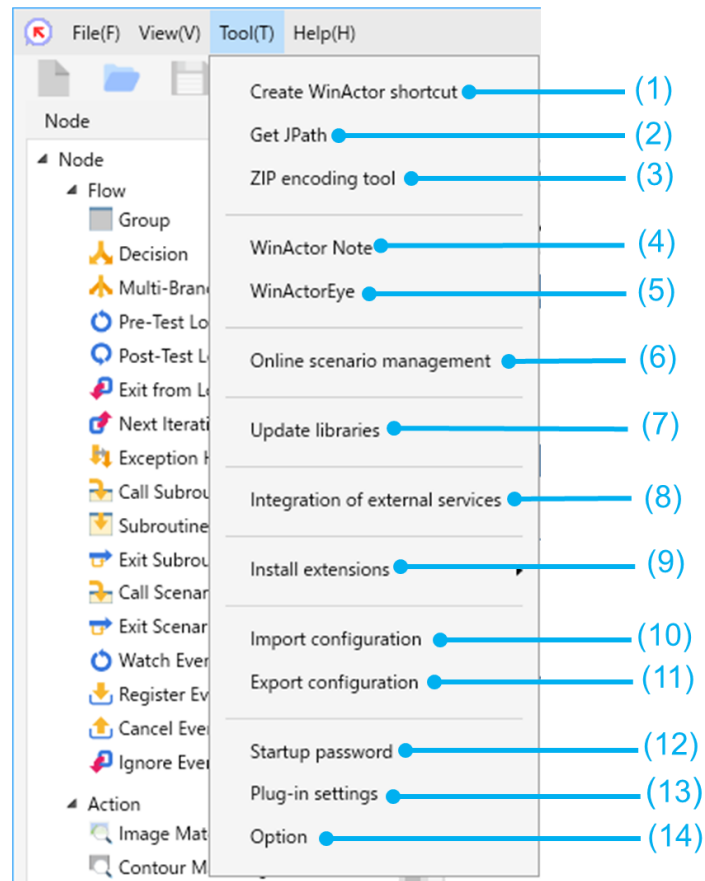 File(F) View(V) Tool(T) Help(H)
Create WinActor shortcut (1)
Get JPath (2)
ZIP encoding tool (3)
WinActor Note (4)
WinActorEye (5)
Online scenario management (6)
Update libraries (7)
Integration of external services (8)
Install extensions (9)
Import configuration (10)
Export configuration (11)
Startup password (12)
Plug-in settings (13)
Option (14)
Node
Node
Flow
Group
Decision
Multi-Bran
Pre-Test Lo
Post-Test L
Exit from L
Next Iterati
Exception H
Call Subrou
Subroutine
Exit Subrou
Call Scenar
Exit Scenar
Watch Ever
Register Ev
Cancel Ever
Ignore Ever
Action
Image Mat
Contour M